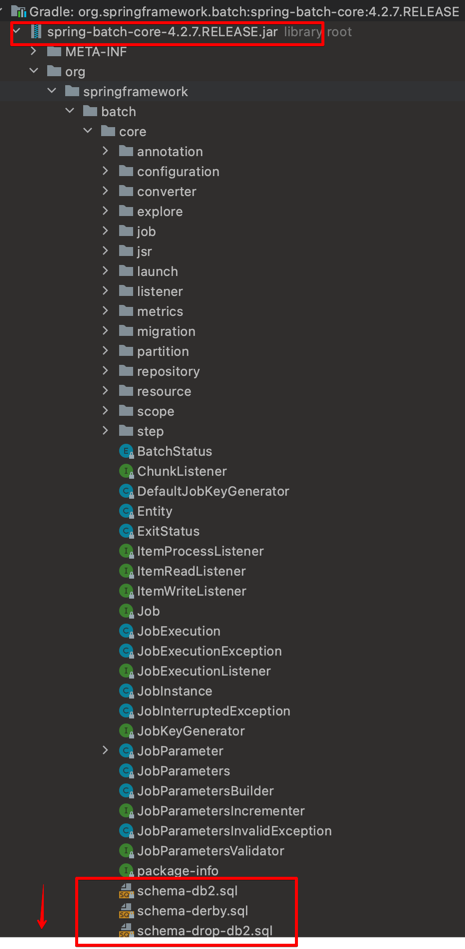 Gradle: org.springframework.batch:spring-batch-core:4.2.7.RELEASE
spring-batch-core-4.2.7.RELEASE.jar library root
META-INF
org
springframework
batch
core
annotation
configuration
converter
explore
job
jsr
launch
listener
metrics
migration
partition
repository
resource
scope
step
BatchStatus
ChunkListener
DefaultJobKeyGenerator
Entity
ExitStatus
ItemProcessListener
ItemReadListener
ItemWriteListener
Job
JobExecution
JobExecutionException
JobExecutionListener
JobInstance
JobInterruptedException
JobKeyGenerator
JobParameter
JobParameters
JobParametersBuilder
JobParametersIncrementer
JobParametersInvalidException
JobParametersValidator
package-info
schema-db2.sql
schema-derby.sql
schema-drop-db2.sql